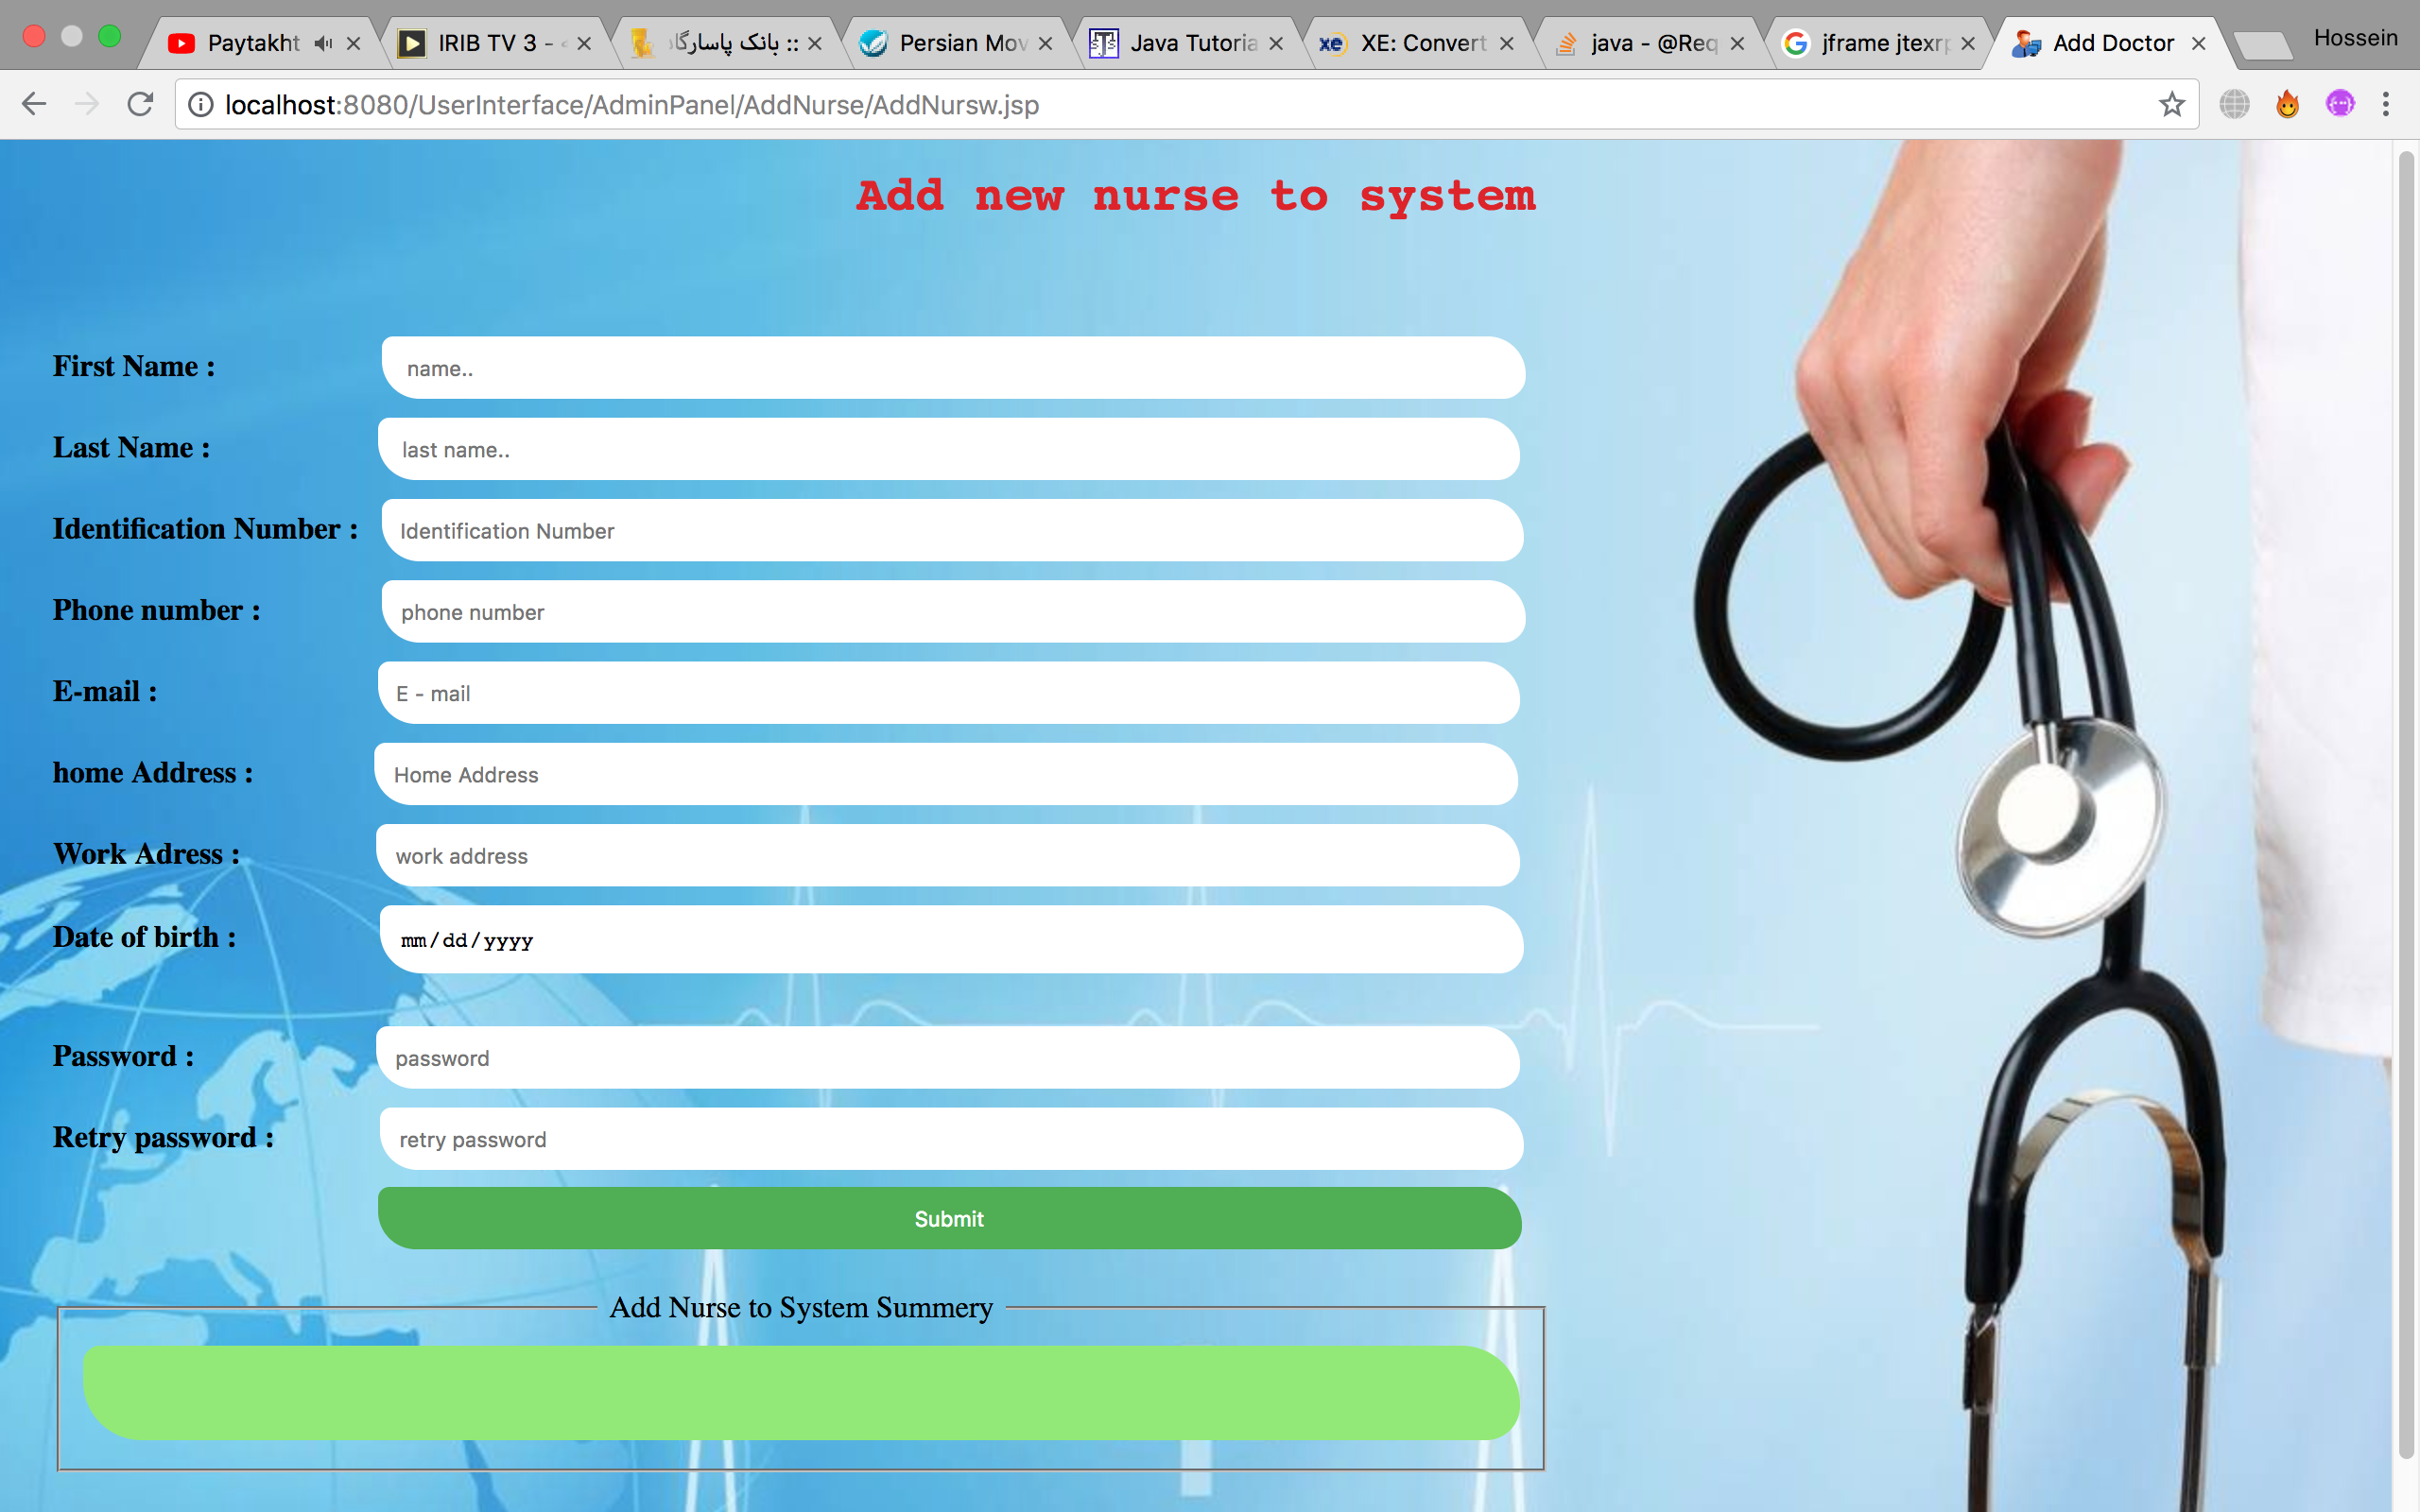 Paytakht
IRIB TV 3 -
بانک پاسارگا ::
Persian Mov
Java Tutoria
XE: Convert
java - @Req
jframe jtexrp
Add Doctor
Hossein
localhost:8080/UserInterface/AdminPanel/AddNurse/AddNursw.jsp
Add new nurse to system
First Name :
name..
Last Name :
last name..
Identification Number :
Identification Number
Phone number :
phone number
E-mail :
E - mail
home Address :
Home Address
Work Adress :
work address
Date of birth :
mm/dd/yyyy
Password :
password
Retry password :
retry password
Submit
Add Nurse to System Summery